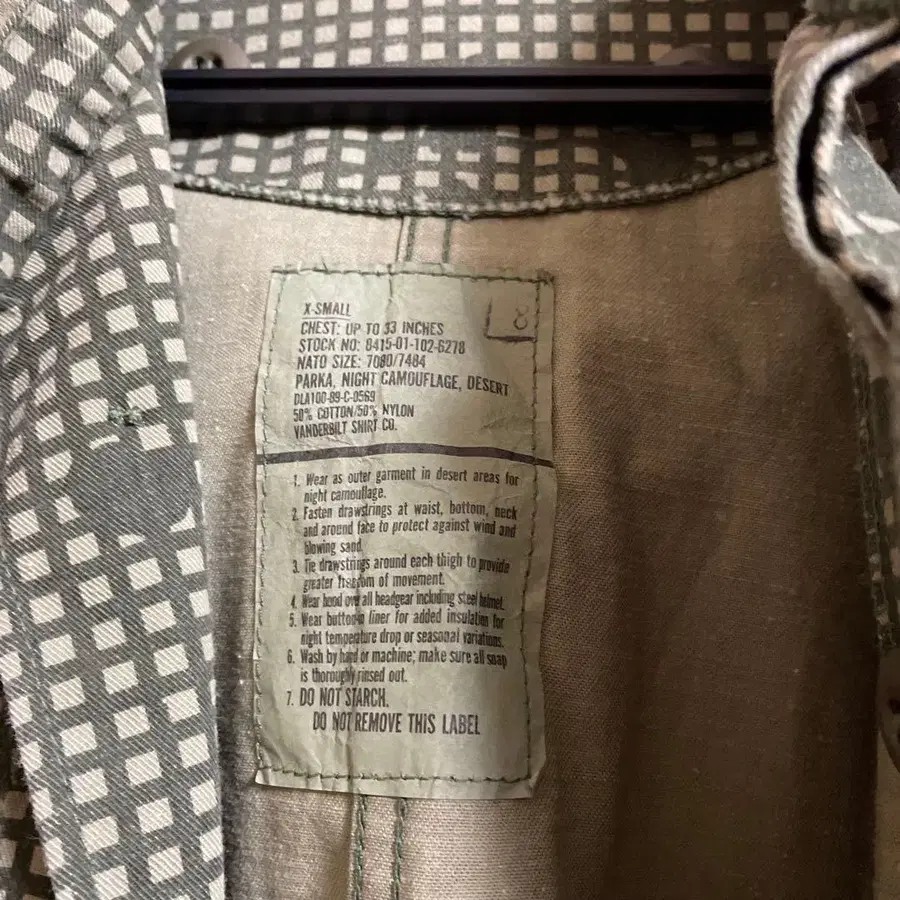 X-SMALL
8
CHEST: UP TO 33 INCHES
STOCK NO: 8415-01-102-6278
NATO SIZE: 7080/7484
PARKA, NIGHT CAMOUFLAGE, DESERT
DLA100-89-C-0569
50% COTTON/50% NYLON
VANDERBILT SHIRT CO.
1. Wear as outer garment in desert areas for
night camouflage.
2. Fasten drawstrings at waist, bottom, neck
and around face to protect against wind and
blowing sand.
3. Tie drawstrings around each thigh to provide
greater freedom of movement.
4. Wear hood over all headgear including steel helmet.
5. Wear button-in liner for added insulation for
night temperature drop or seasonal variations.
6. Wash by hand or machine; make sure all soap
is thoroughly rinsed out.
7. DO NOT STARCH.
DO NOT REMOVE THIS LABEL